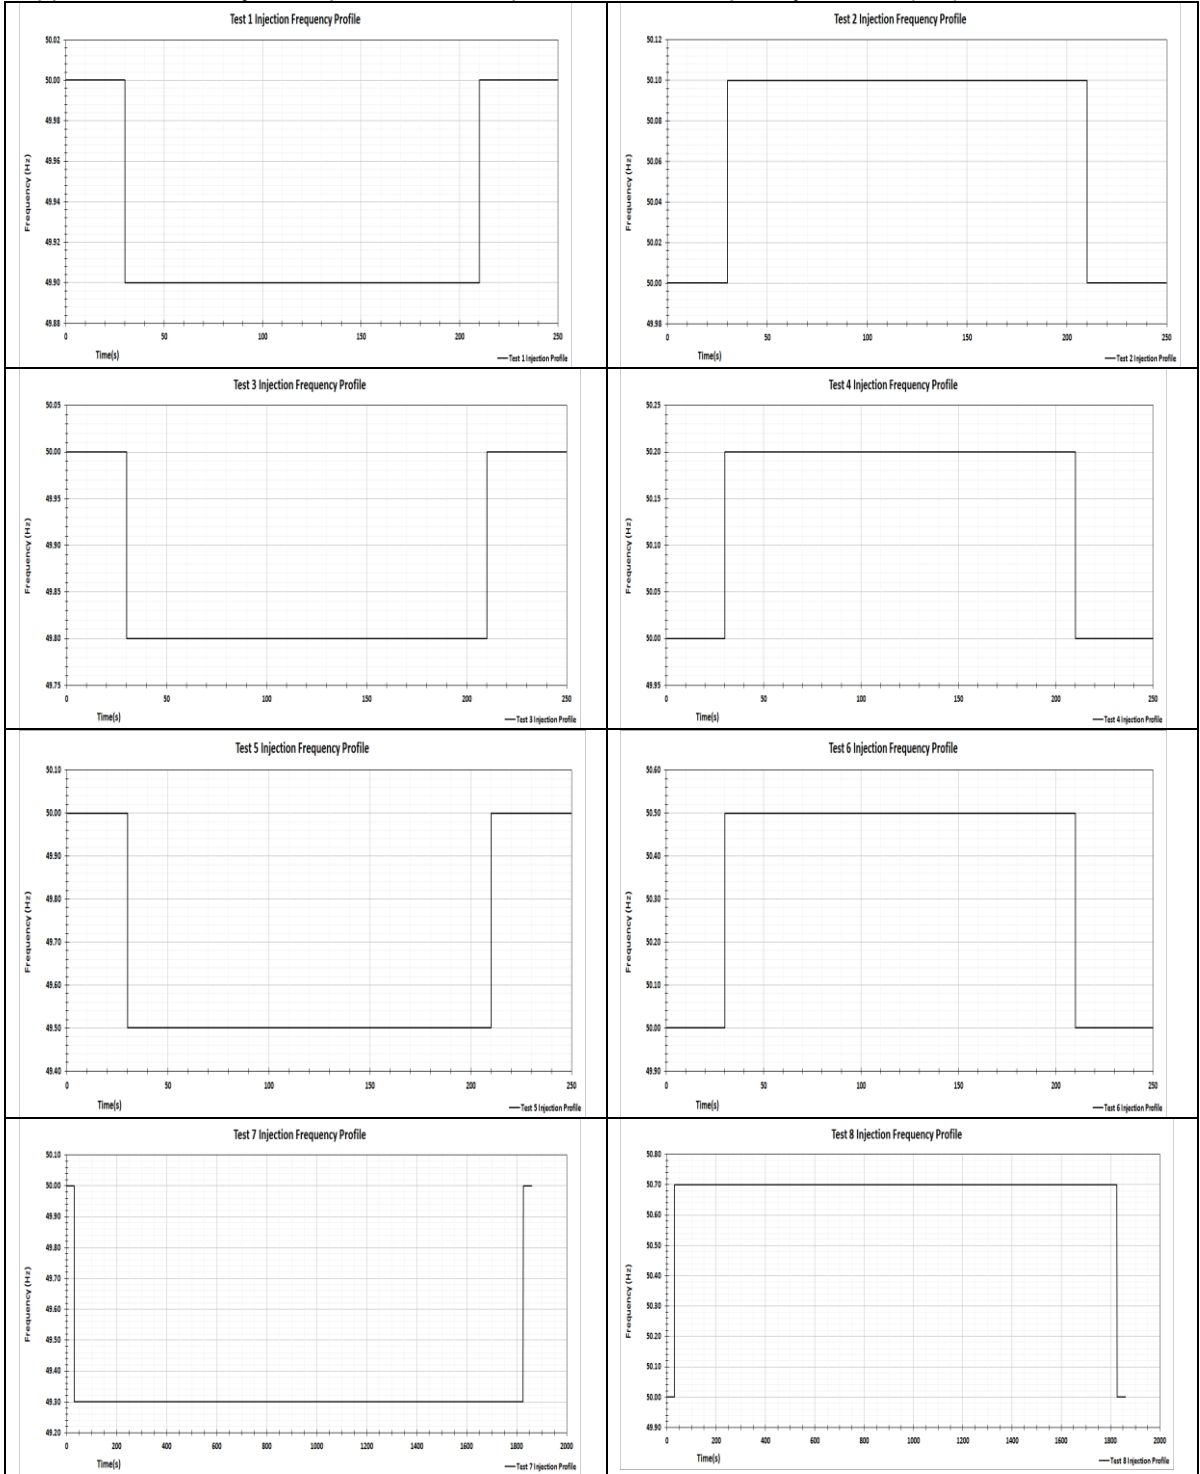 Test 1 Injection Frequency Profile
50.02
50.00
49.98
49.96
49.94
49.92
49.90
49.88
Frequency (Hz)
0 50 100 150 200 250
Time(s)
Test 1 Injection Profile
Test 2 Injection Frequency Profile
50.12
50.10
50.08
50.06
50.04
50.02
50.00
49.98
Frequency (Hz)
0 50 100 150 200 250
Time(s)
Test 2 Injection Profile
Test 3 Injection Frequency Profile
50.05
50.00
49.95
49.90
49.85
49.80
49.75
Frequency (Hz)
0 50 100 150 200 250
Time(s)
Test 3 Injection Profile
Test 4 Injection Frequency Profile
50.25
50.20
50.15
50.10
50.05
50.00
49.95
Frequency (Hz)
0 50 100 150 200 250
Time(s)
Test 4 Injection Profile
Test 5 Injection Frequency Profile
50.10
50.00
49.90
49.80
49.70
49.60
49.50
49.40
Frequency (Hz)
0 50 100 150 200 250
Time(s)
Test 5 Injection Profile
Test 6 Injection Frequency Profile
50.60
50.50
50.40
50.30
50.20
50.10
50.00
49.90
Frequency (Hz)
0 50 100 150 200 250
Time(s)
Test 6 Injection Profile
Test 7 Injection Frequency Profile
50.10
50.00
49.90
49.80
49.70
49.60
49.50
49.40
49.30
49.20
Frequency (Hz)
0 200 400 600 800 1000 1200 1400 1600 1800 2000
Time(s)
Test 7 Injection Profile
Test 8 Injection Frequency Profile
50.80
50.70
50.60
50.50
50.40
50.30
50.20
50.10
50.00
49.90
Frequency (Hz)
0 200 400 600 800 1000 1200 1400 1600 1800 2000
Time(s)
Test 8 Injection Profile